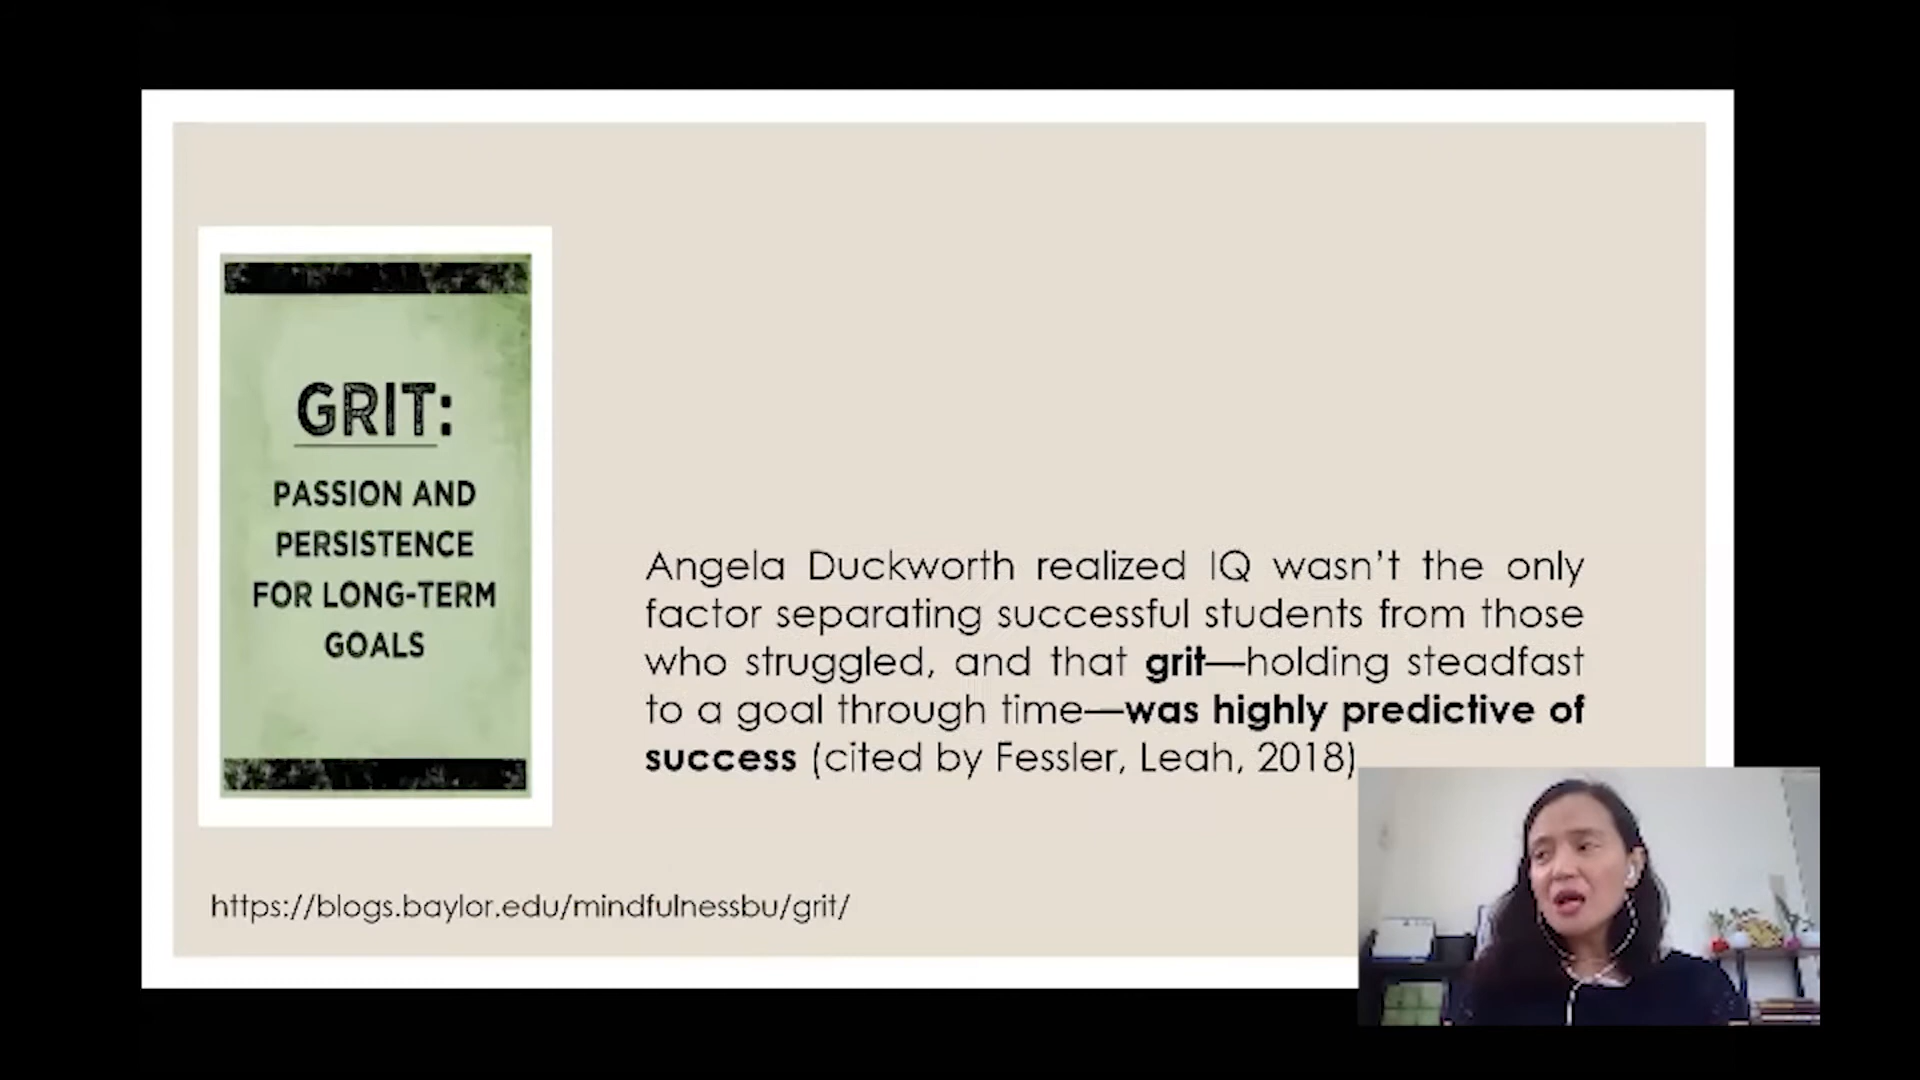 GRIT:
PASSION AND
PERSISTENCE
FOR LONG-TERM
GOALS
Angela Duckworth realized IQ wasn't the only
factor separating successful students from those
who struggled, and that grit—holding steadfast
to a goal through time—was highly predictive of
success (cited by Fessler, Leah, 2018)
https://blogs.baylor.edu/mindfulnessbu/grit/